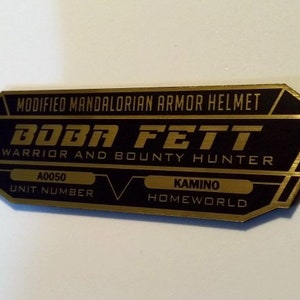 MODIFIED MANDALORIAN ARMOR HELMET
BOBA FETT
WARRIOR AND BOUNTY HUNTER
A0050 KAMINO
UNIT NUMBER HOMEWORLD